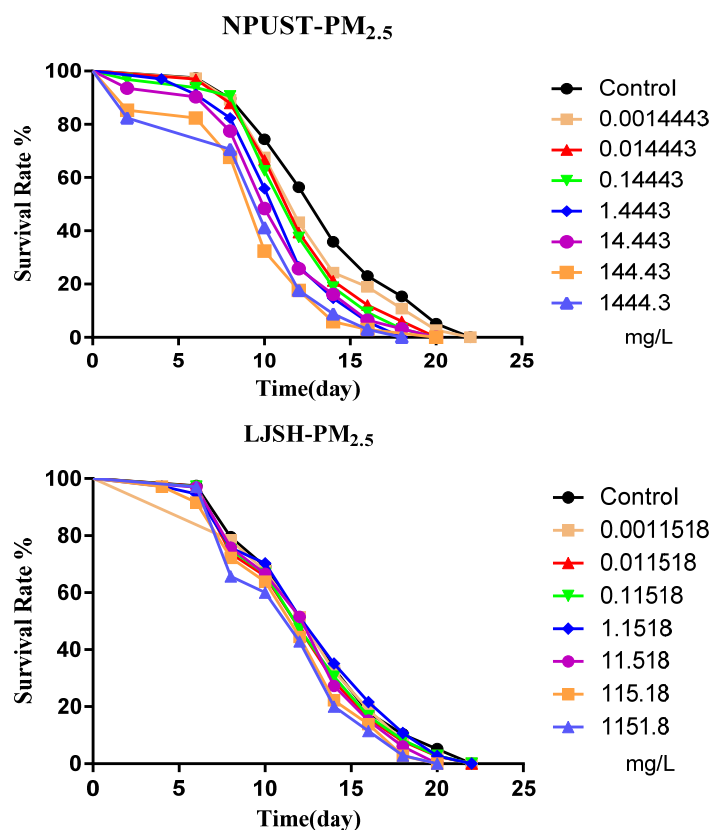 NPUST-PM2.5
100
80
60
40
20
0
Survival Rate %
0 5 10 15 20 25
Time(day)
Control
0.0014443
0.014443
0.14443
1.4443
14.443
144.43
1444.3
mg/L
LJSH-PM2.5
100
80
60
40
20
0
Survival Rate %
0 5 10 15 20 25
Time(day)
Control
0.0011518
0.011518
0.11518
1.1518
11.518
115.18
1151.8
mg/L